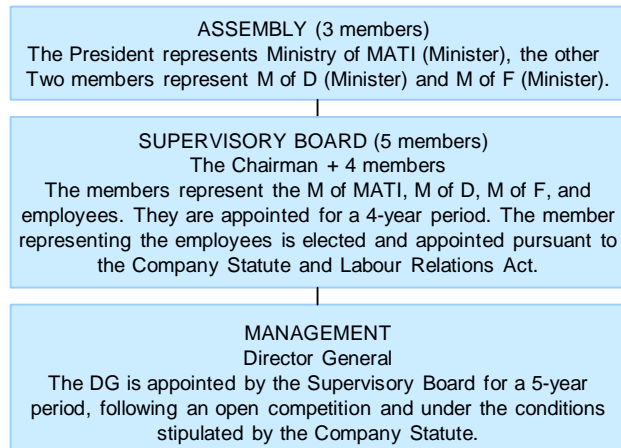 ASSEMBLY (3 members)
The President represents Ministry of MATI (Minister), the other
Two members represent M of D (Minister) and M of F (Minister).
SUPERVISORY BOARD (5 members)
The Chairman + 4 members
The members represent the M of MATI, M of D, M of F, and
employees. They are appointed for a 4-year period. The member
representing the employees is elected and appointed pursuant to
the Company Statute and Labour Relations Act.
MANAGEMENT
Director General
The DG is appointed by the Supervisory Board for a 5-year
period, following an open competition and under the conditions
stipulated by the Company Statute.